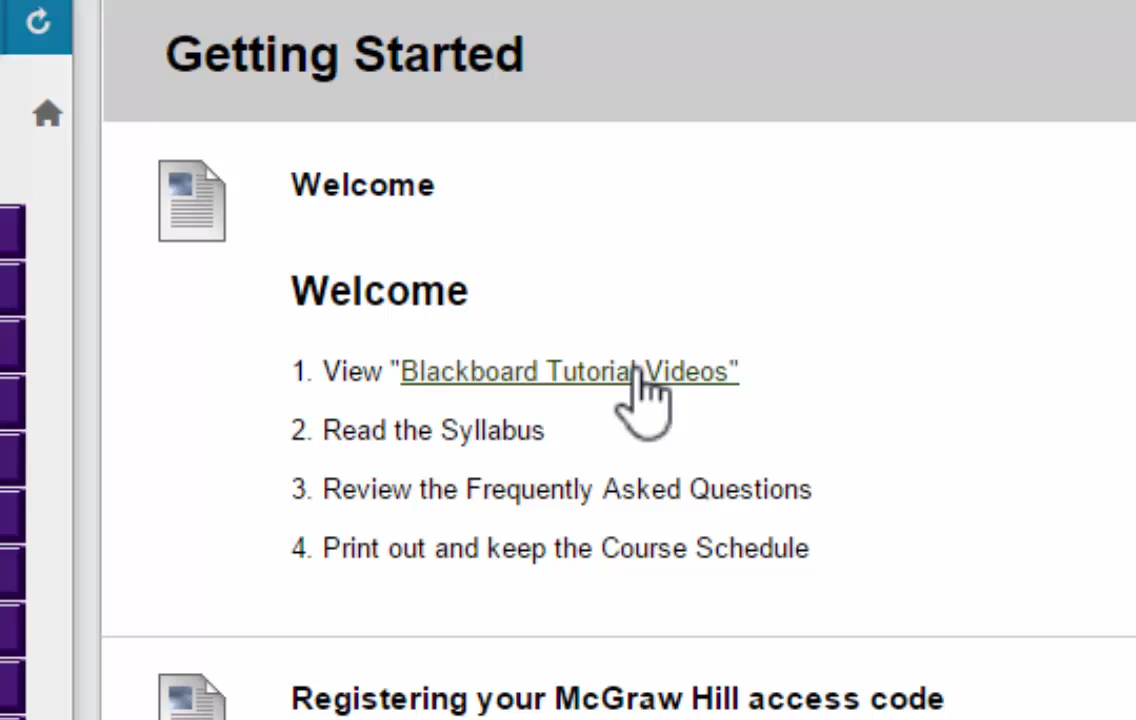 Getting Started
Welcome
Welcome
1. View "Blackboard Tutorial Videos"
2. Read the Syllabus
3. Review the Frequently Asked Questions
4. Print out and keep the Course Schedule
Registering your McGraw Hill access code